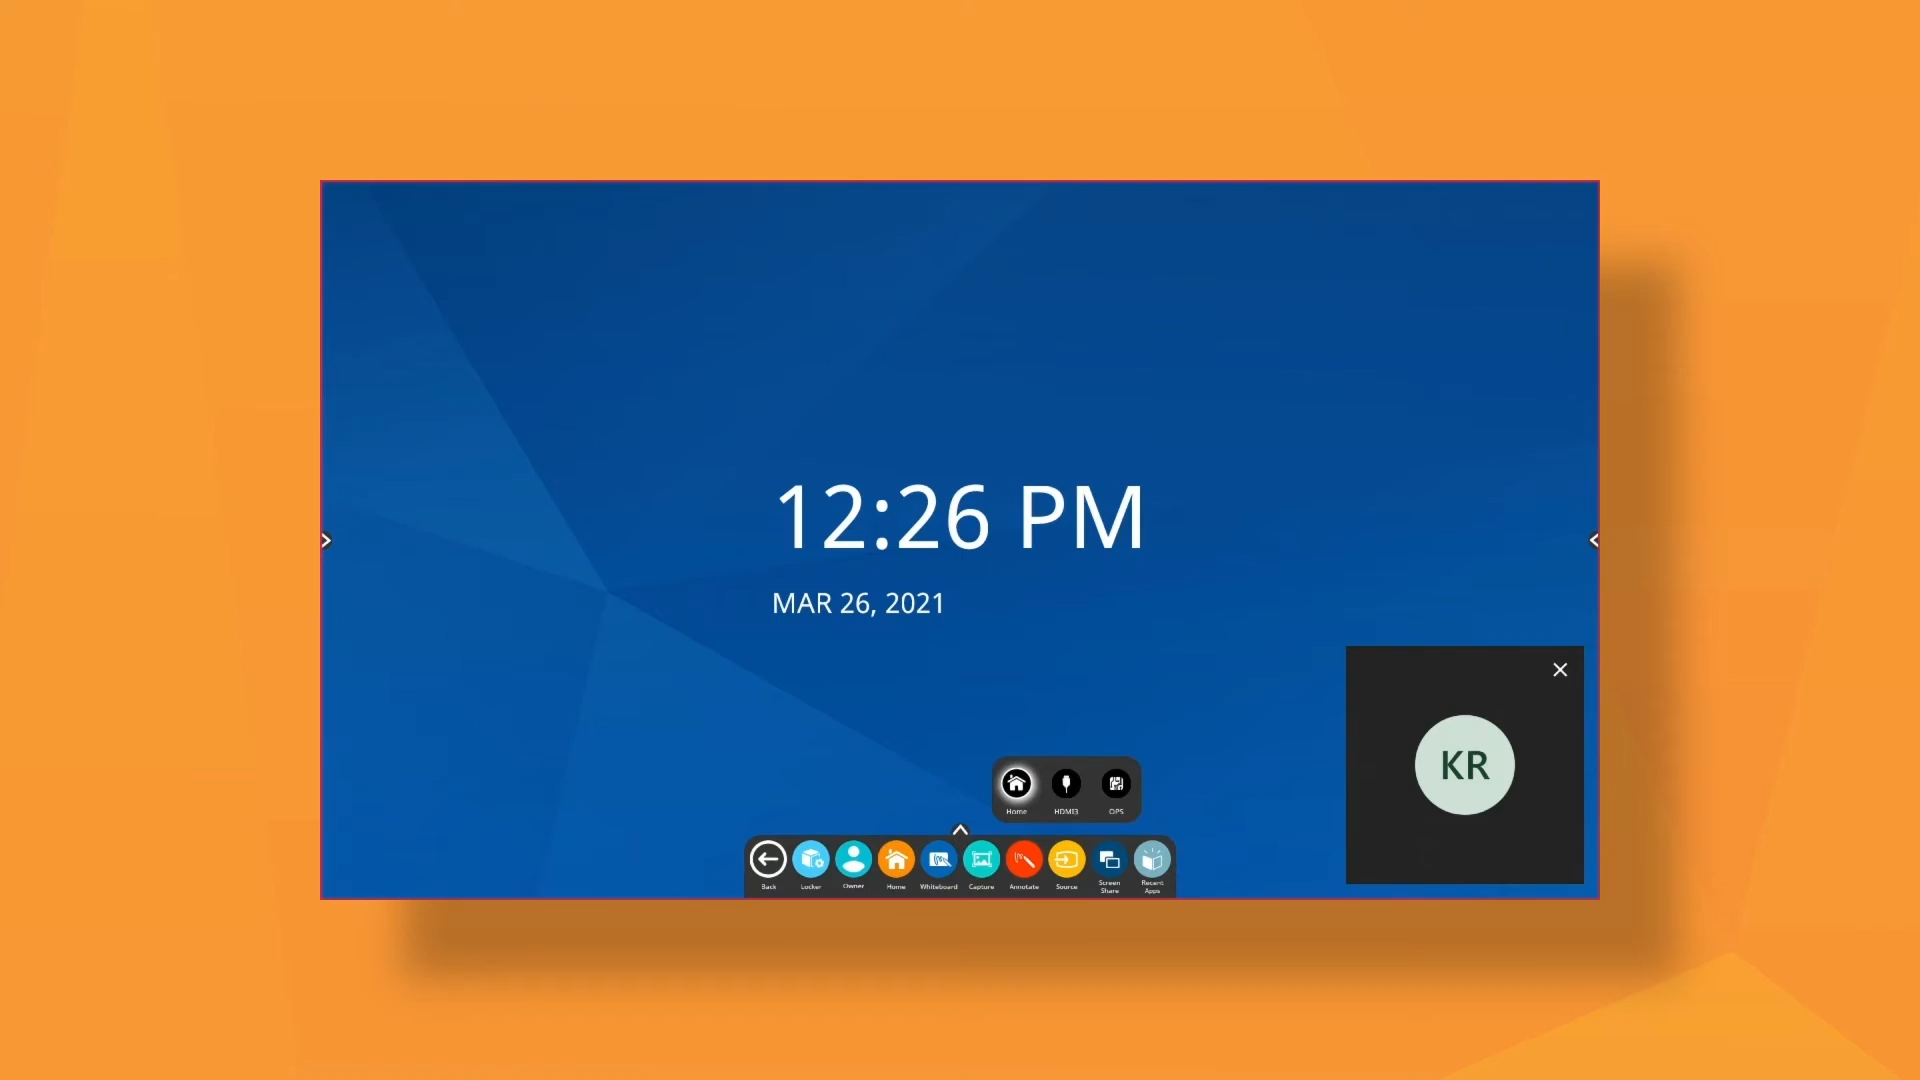 12:26 PM
MAR 26, 2021
KR
Home HDMI3 OPS
Back Locker Owner Home Whiteboard Capture Annotate Source Screen Share Recent Apps